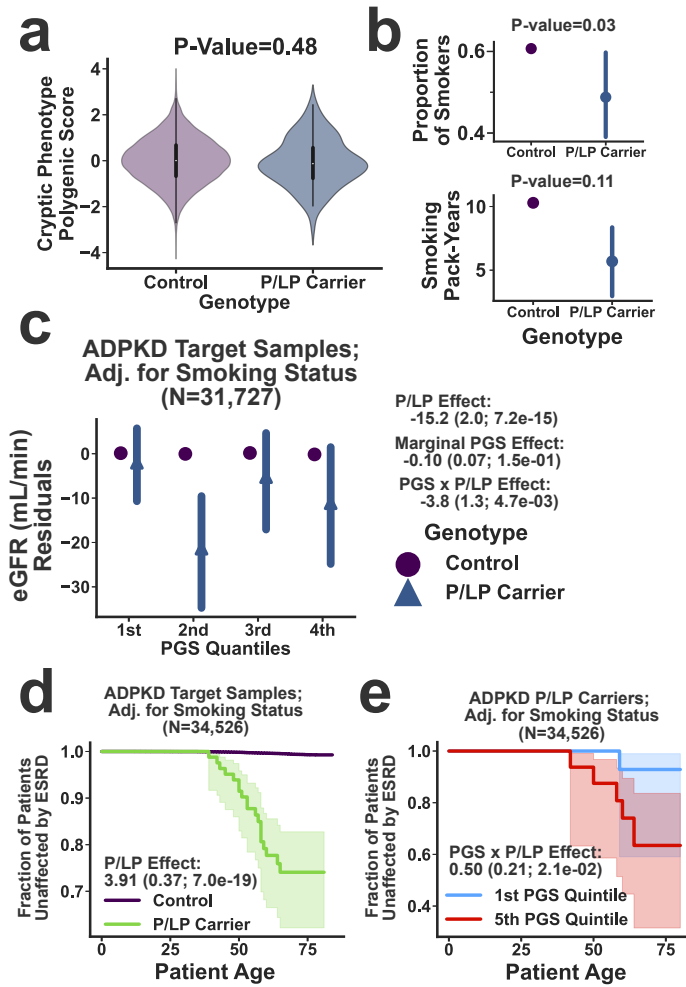 a
P-Value=0.48
Cryptic Phenotype
Polygenic Score
4
2
0
−2
−4
Control
P/LP Carrier
Genotype
b
P-value=0.03
Proportion
of Smokers
0.6
0.4
Control
P/LP Carrier
P-value=0.11
Smoking
Pack-Years
10
5
Control
P/LP Carrier
Genotype
c
ADPKD Target Samples;
Adj. for Smoking Status
(N=31,727)
eGFR (mL/min)
Residuals
0
−10
−20
−30
1st
2nd
3rd
4th
PGS Quantiles
P/LP Effect:
-15.2 (2.0; 7.2e-15)
Marginal PGS Effect:
-0.10 (0.07; 1.5e-01)
PGS x P/LP Effect:
-3.8 (1.3; 4.7e-03)
Genotype
Control
P/LP Carrier
d
ADPKD Target Samples;
Adj. for Smoking Status
(N=34,526)
Fraction of Patients
Unaffected by ESRD
1.0
0.9
0.8
0.7
P/LP Effect:
3.91 (0.37; 7.0e-19)
Control
P/LP Carrier
0
25
50
75
Patient Age
e
ADPKD P/LP Carriers;
Adj. for Smoking Status
(N=34,526)
Fraction of Patients
Unaffected by ESRD
1.0
0.8
0.6
0.4
PGS x P/LP Effect:
0.50 (0.21; 2.1e-02)
1st PGS Quintile
5th PGS Quintile
0
25
50
75
Patient Age